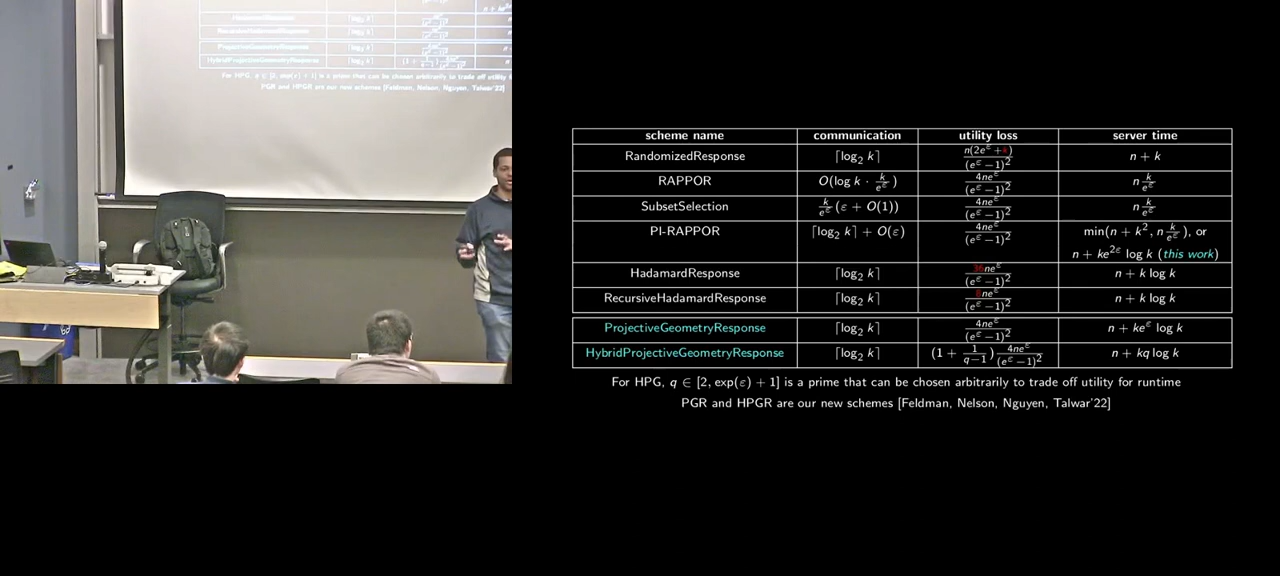 scheme name communication utility loss server time
RandomizedResponse ⌈log₂ k⌉ n(2e^ε + k) / (e^ε − 1)² n + k
RAPPOR O(log k · k/e^ε) 4ne^ε / (e^ε − 1)² n k/e^ε
SubsetSelection k/e^ε (ε + O(1)) 4ne^ε / (e^ε − 1)² n k/e^ε
PI-RAPPOR ⌈log₂ k⌉ + O(ε) 4ne^ε / (e^ε − 1)² min(n + k², n k/e^ε), or
n + ke^{2ε} log k (this work)
HadamardResponse ⌈log₂ k⌉ 36ne^ε / (e^ε − 1)² n + k log k
RecursiveHadamardResponse ⌈log₂ k⌉ 8ne^ε / (e^ε − 1)² n + k log k
ProjectiveGeometryResponse ⌈log₂ k⌉ 4ne^ε / (e^ε − 1)² n + ke^ε log k
HybridProjectiveGeometryResponse ⌈log₂ k⌉ (1 + 1/(q−1)) 4ne^ε / (e^ε − 1)² n + kq log k
For HPG, q ∈ [2, exp(ε) + 1] is a prime that can be chosen arbitrarily to trade off utility for runtime
PGR and HPGR are our new schemes [Feldman, Nelson, Nguyen, Talwar'22]